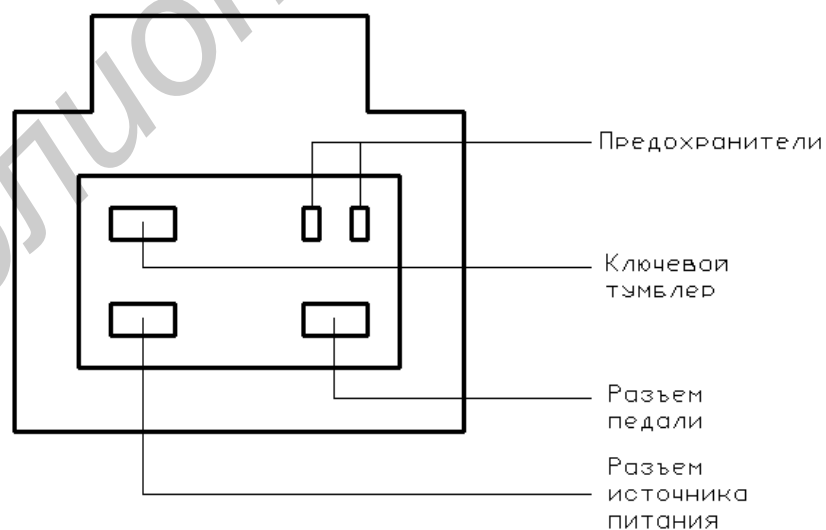 Предохранители
Ключевой
тумблер
Разъем
педали
Разъем
источника
питания